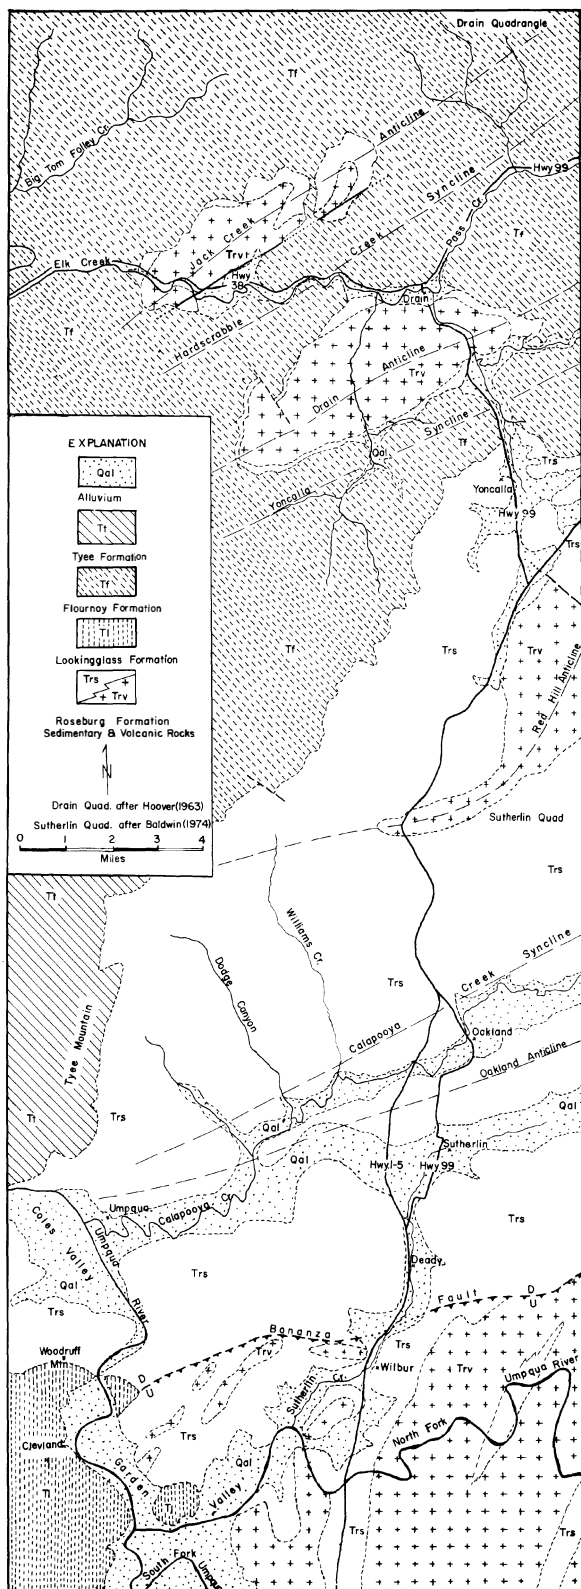 Drain Quadrangle
Tf
Big Tom Folley Cr.
Anticline
Hwy 99
Syncline
Pass Cr.
Tf
Jack Creek
Trv
Creek
Elk Creek
Hwy
38
Drain
Tf
Hardscrabble
Anticline
Trv
Drain
Syncline
Tf
Qal
Trs
Yoncalla
Yoncalla
Hwy 99
Trs
EXPLANATION
Qal
Alluvium
Tt
Tyee Formation
Tf
Flournoy Formation
Tl
Lookingglass Formation
Trs
Trv
Roseburg Formation
Sedimentary & Volcanic Rocks
N
Drain Quad. after Hoover(1963)
Sutherlin Quad. after Baldwin(1974)
0 1 2 3 4
Miles
Tf
Trs
Trv
Red Hill Anticline
Sutherlin Quad
Trs
Tt
Williams Cr.
Dodge Canyon
Trs
Syncline
Creek
Calapooya
Oakland
Tyee Mountain
Oakland Anticline
Tt
Trs
Qal
Qal
Qal
Sutherlin
Hwy I-5
Hwy 99
Umpqua
Calapooya Cr.
Coles Valley
Umpqua River
Trs
Qal
Trs
Deady
Trs
Fault
D
U
Bonanza
Woodruff
Mtn.
Trv
Trs
Wilbur
Trv
Umpqua River
D
U
Sutherlin Cr.
North Fork
Clevland
Trs
Qal
Tl
Garden Valley
Tl
Trs
Trs
South Fork
Umpqua